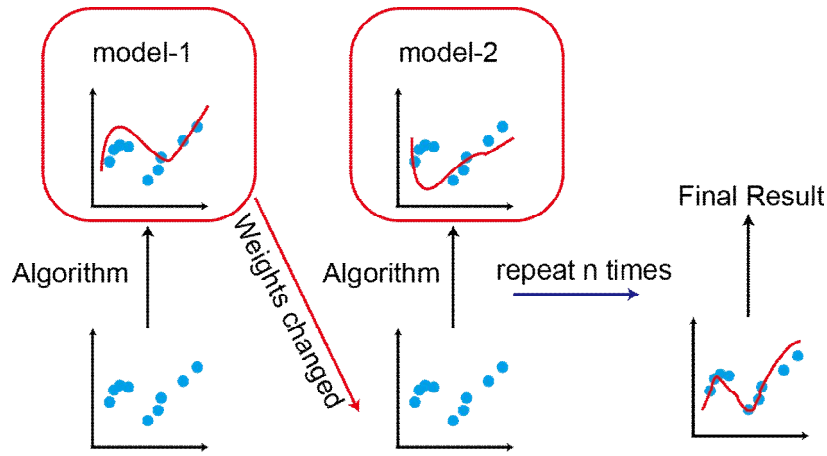 model-1
model-2
Final Result
Algorithm
Weights changed
Algorithm
repeat n times